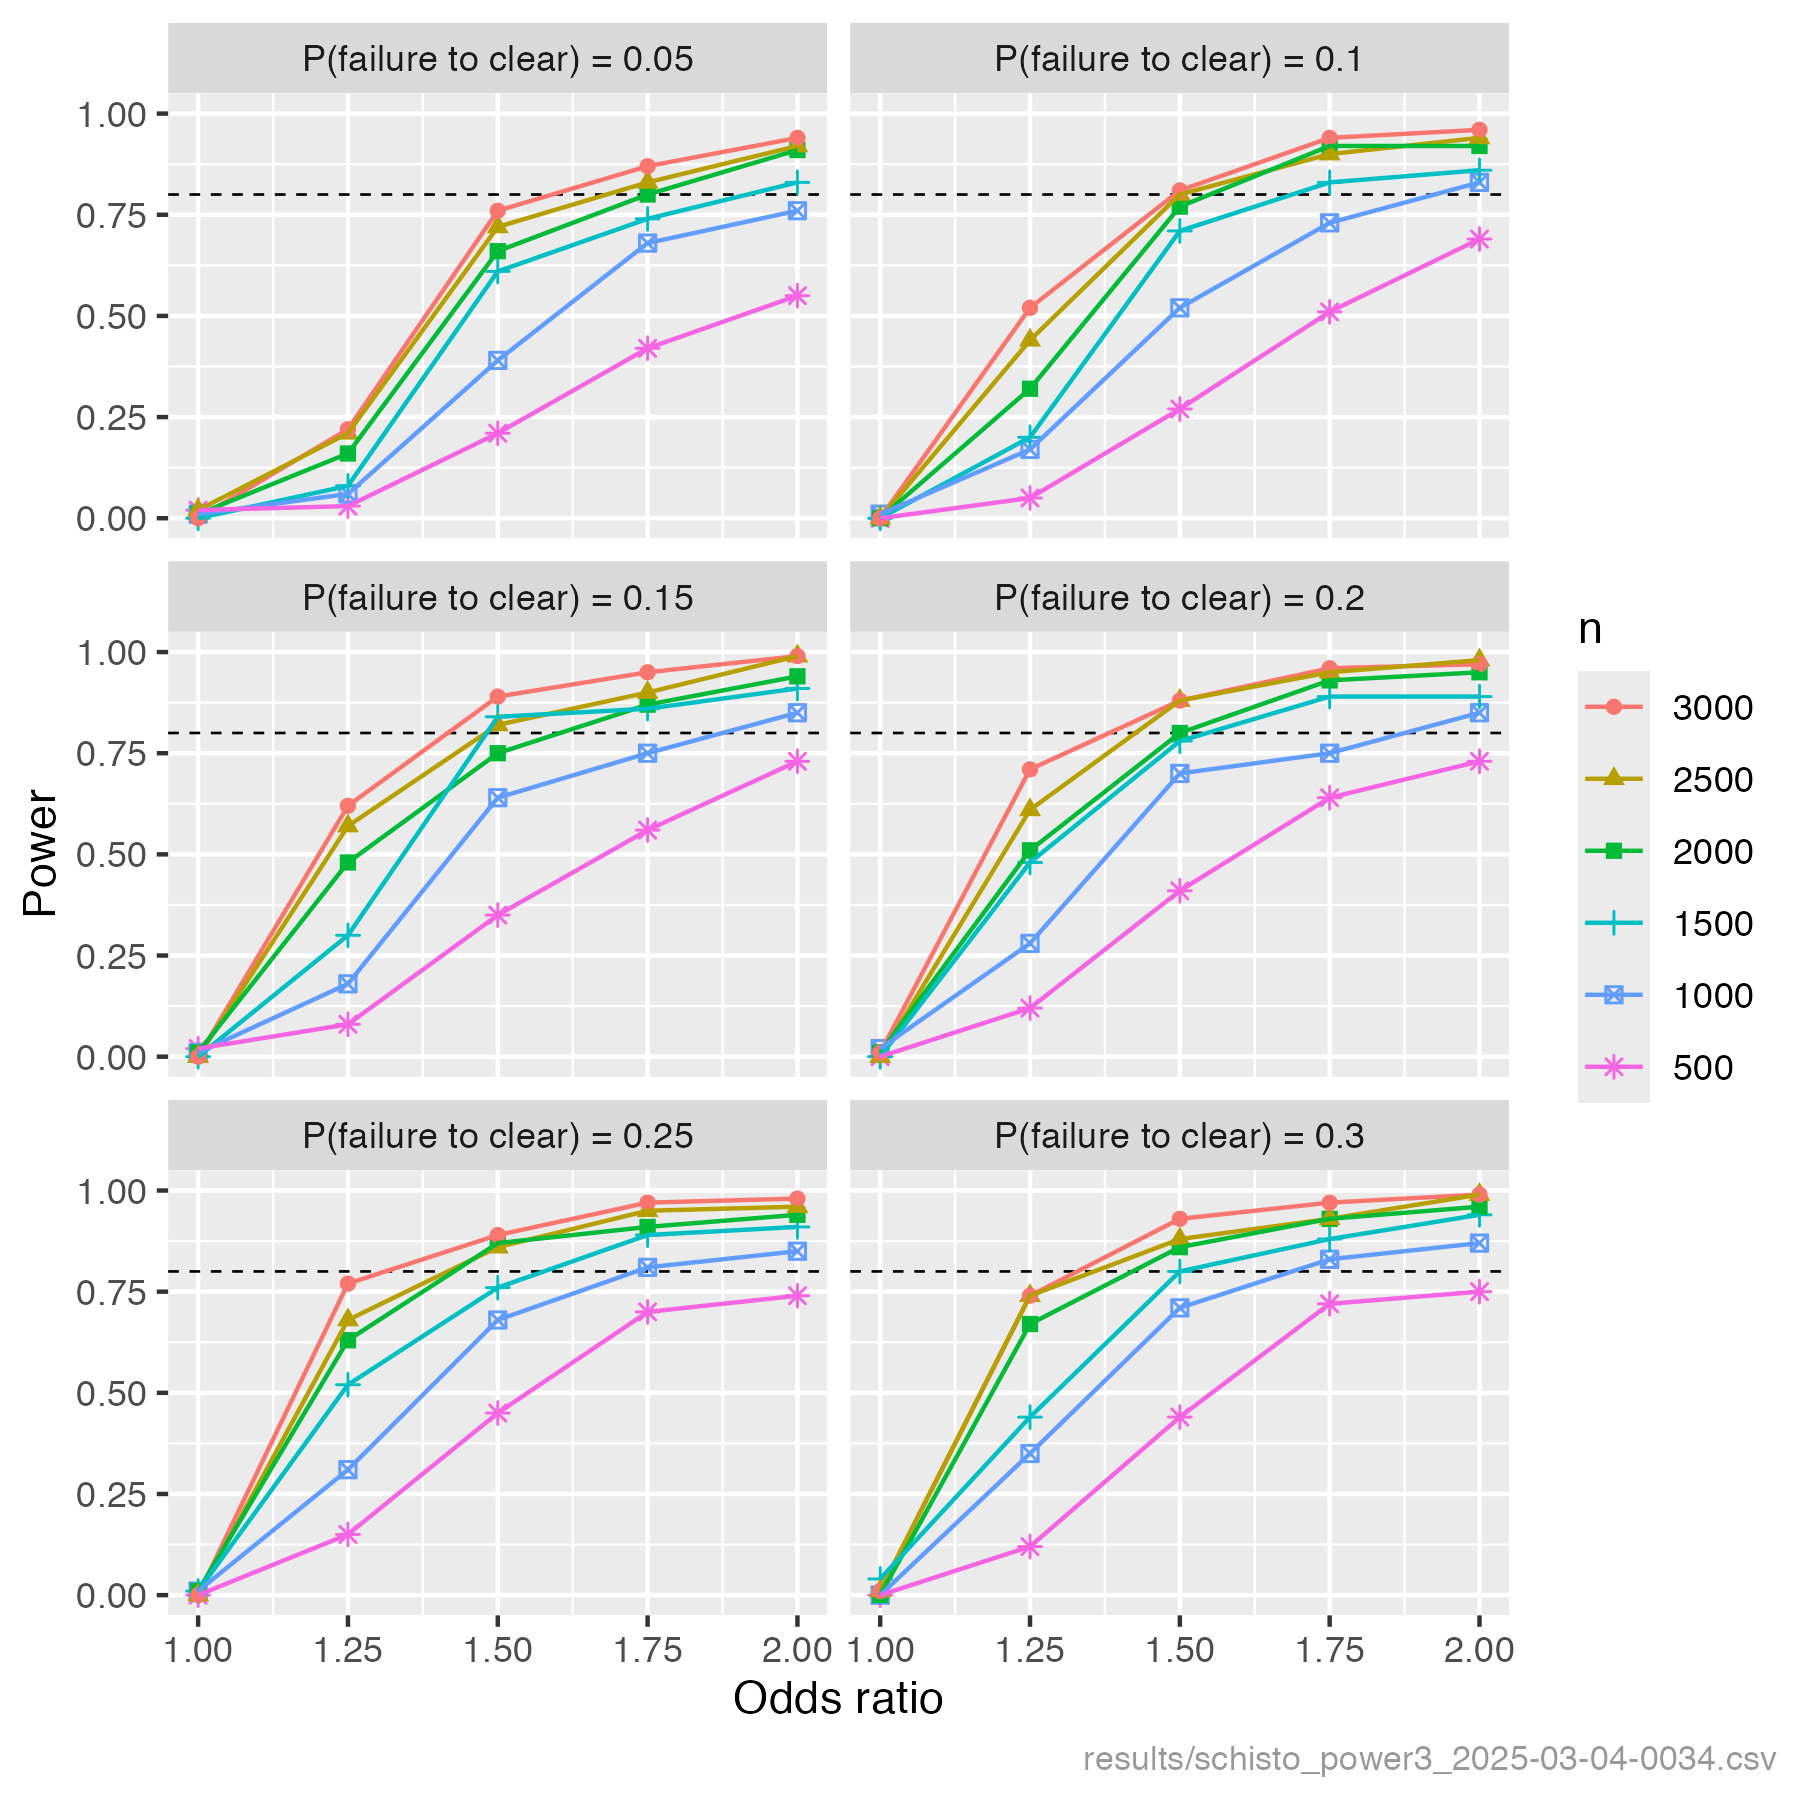 P(failure to clear) = 0.05
P(failure to clear) = 0.1
1.00
0.75
0.50
0.25
0.00
P(failure to clear) = 0.15
P(failure to clear) = 0.2
1.00
0.75
0.50
0.25
0.00
P(failure to clear) = 0.25
P(failure to clear) = 0.3
1.00
0.75
0.50
0.25
0.00
1.00 1.25 1.50 1.75 2.00
1.00 1.25 1.50 1.75 2.00
Power
Odds ratio
n
3000
2500
2000
1500
1000
500
results/schisto_power3_2025-03-04-0034.csv